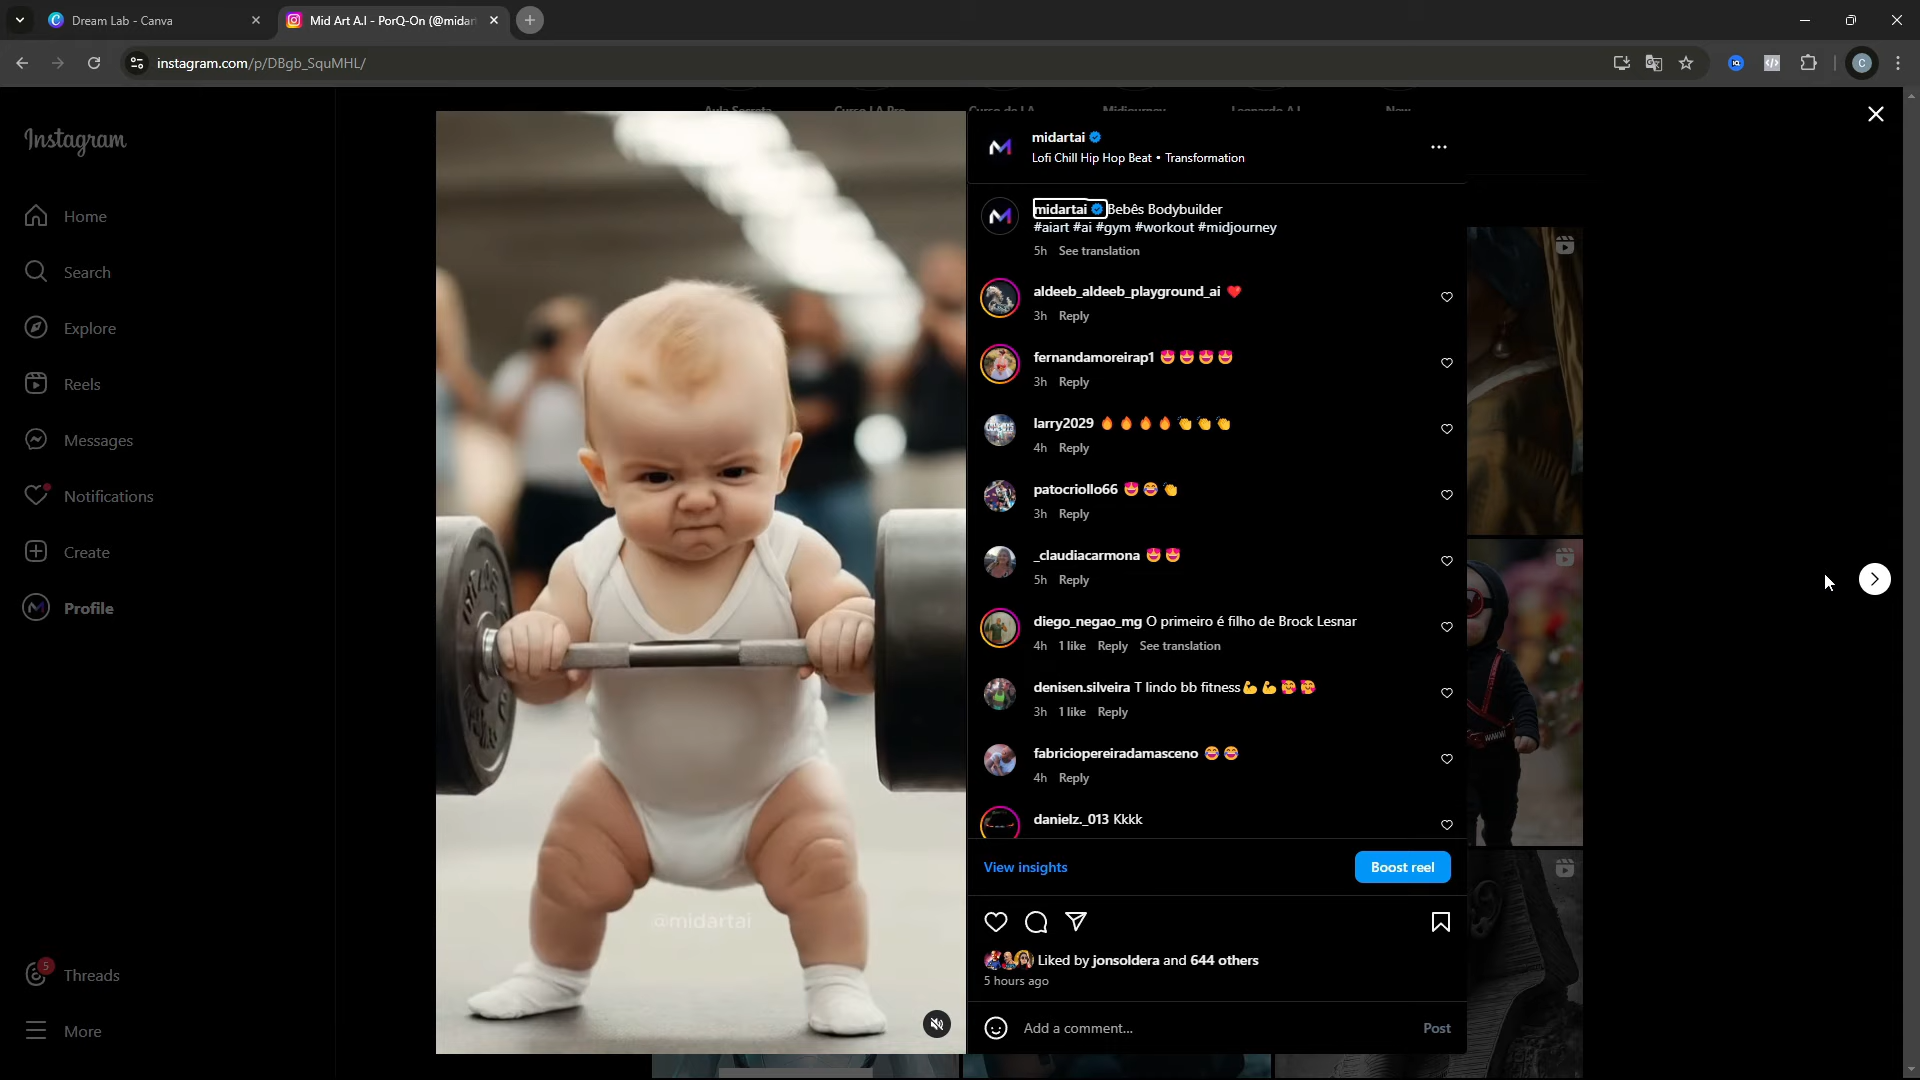 Dream Lab - Canva
Mid Art A.I - PorQ-On (@midar
instagram.com/p/DBgb_SquMHL/
C
Instagram
Home
Search
Explore
Reels
Messages
Notifications
Create
Profile
5
Threads
More
@midartai
midartai
Lofi Chill Hip Hop Beat • Transformation
midartai Bebês Bodybuilder
#aiart #ai #gym #workout #midjourney
5h See translation
aldeeb_aldeeb_playground_ai ❤️
3h Reply
fernandamoreirap1 😍😍😍😍
3h Reply
larry2029 🔥🔥🔥🔥👏👏👏
4h Reply
patocriollo66 😍😂👏
3h Reply
_claudiacarmona 😍😍
5h Reply
diego_negao_mg O primeiro é filho de Brock Lesnar
4h 1 like Reply See translation
denisen.silveira T lindo bb fitness💪💪🥰🥰
3h 1 like Reply
fabriciopereiradamasceno 😂😂
4h Reply
danielz._013 Kkkk
View insights
Boost reel
Liked by jonsoldera and 644 others
5 hours ago
Add a comment...
Post